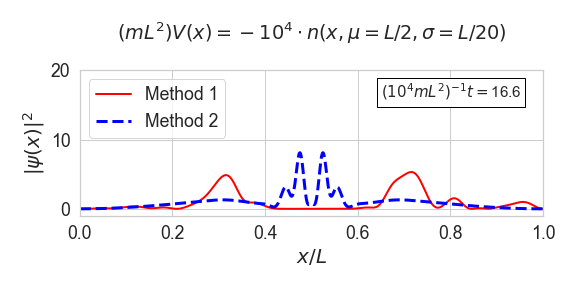 (mL²)V(x) = −10⁴ · n(x, μ = L/2, σ = L/20)
20
10
0
|ψ(x)|²
Method 1
Method 2
(10⁴mL²)⁻¹t = 16.6
0.0 0.2 0.4 0.6 0.8 1.0
x/L